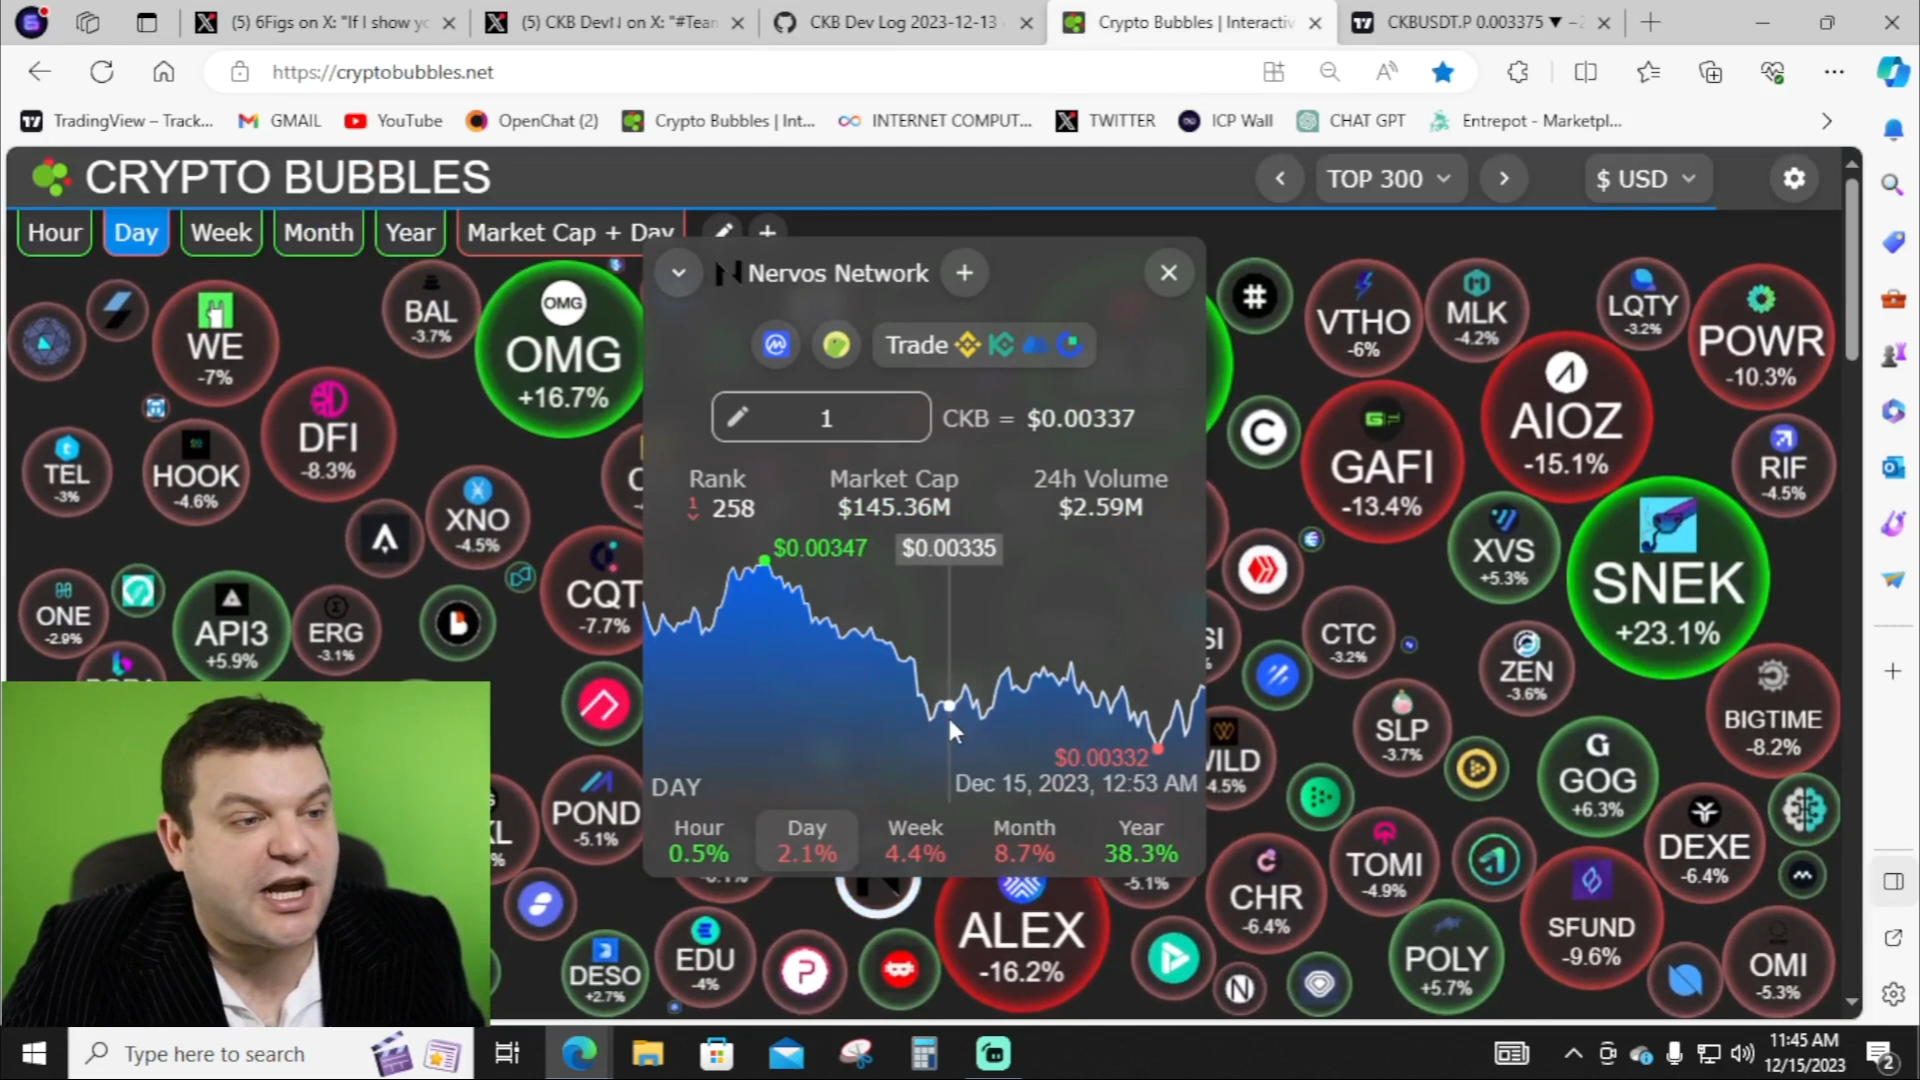 (5) 6Figs on X: "If I show yo
(5) CKB Dev
on X: "#Tean
CKB Dev Log 2023-12-13
Crypto Bubbles | Interactiv
CKBUSDT.P 0.003375 ▼ −2
https://cryptobubbles.net
TradingView – Track...
GMAIL
YouTube
OpenChat (2)
Crypto Bubbles | Int...
INTERNET COMPUT...
TWITTER
ICP Wall
CHAT GPT
Entrepot - Marketpl...
CRYPTO BUBBLES
TOP 300
$ USD
Hour
Day
Week
Month
Year
Market Cap + Day
Nervos Network
Trade
1
CKB = $0.00337
Rank
Market Cap
24h Volume
1
258
$145.36M
$2.59M
$0.00347
$0.00335
$0.00332
DAY
Dec 15, 2023, 12:53 AM
Hour
Day
Week
Month
Year
0.5%
2.1%
4.4%
8.7%
38.3%
WE
-7%
BAL
-3.7%
OMG
OMG
+16.7%
DFI
-8.3%
TEL
-3%
HOOK
-4.6%
XNO
-4.5%
ONE
-2.9%
API3
+5.9%
ERG
-3.1%
CQT
-7.7%
POND
-5.1%
DESO
+2.7%
EDU
-4%
ALEX
-16.2%
-5.1%
VTHO
-6%
MLK
-4.2%
LQTY
-3.2%
POWR
-10.3%
AIOZ
-15.1%
GAFI
-13.4%
RIF
-4.5%
XVS
+5.3%
SNEK
+23.1%
CTC
-3.2%
ZEN
-3.6%
SLP
-3.7%
BIGTIME
-8.2%
WILD
-4.5%
GOG
+6.3%
DEXE
-6.4%
TOMI
-4.9%
CHR
-6.4%
SFUND
-9.6%
POLY
+5.7%
OMI
-5.3%
Type here to search
11:45 AM
12/15/2023
2